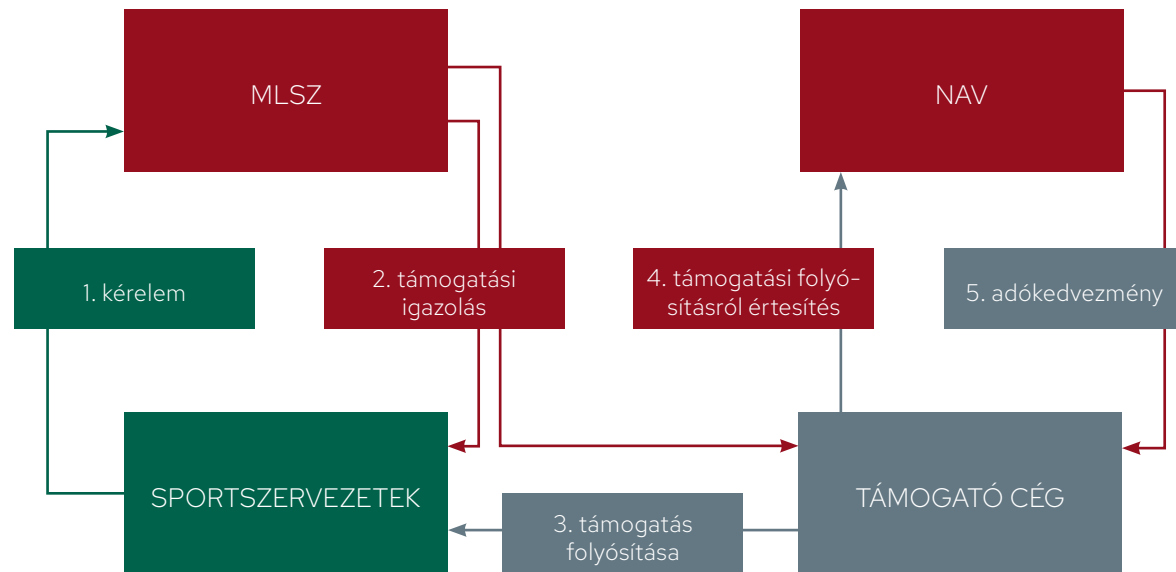 MLSZ
NAV
1. kérelem
2. támogatási
igazolás
4. támogatási folyó-
sításról értesítés
5. adókedvezmény
SPORTSZERVEZETEK
3. támogatás
folyósítása
TÁMOGATÓ CÉG